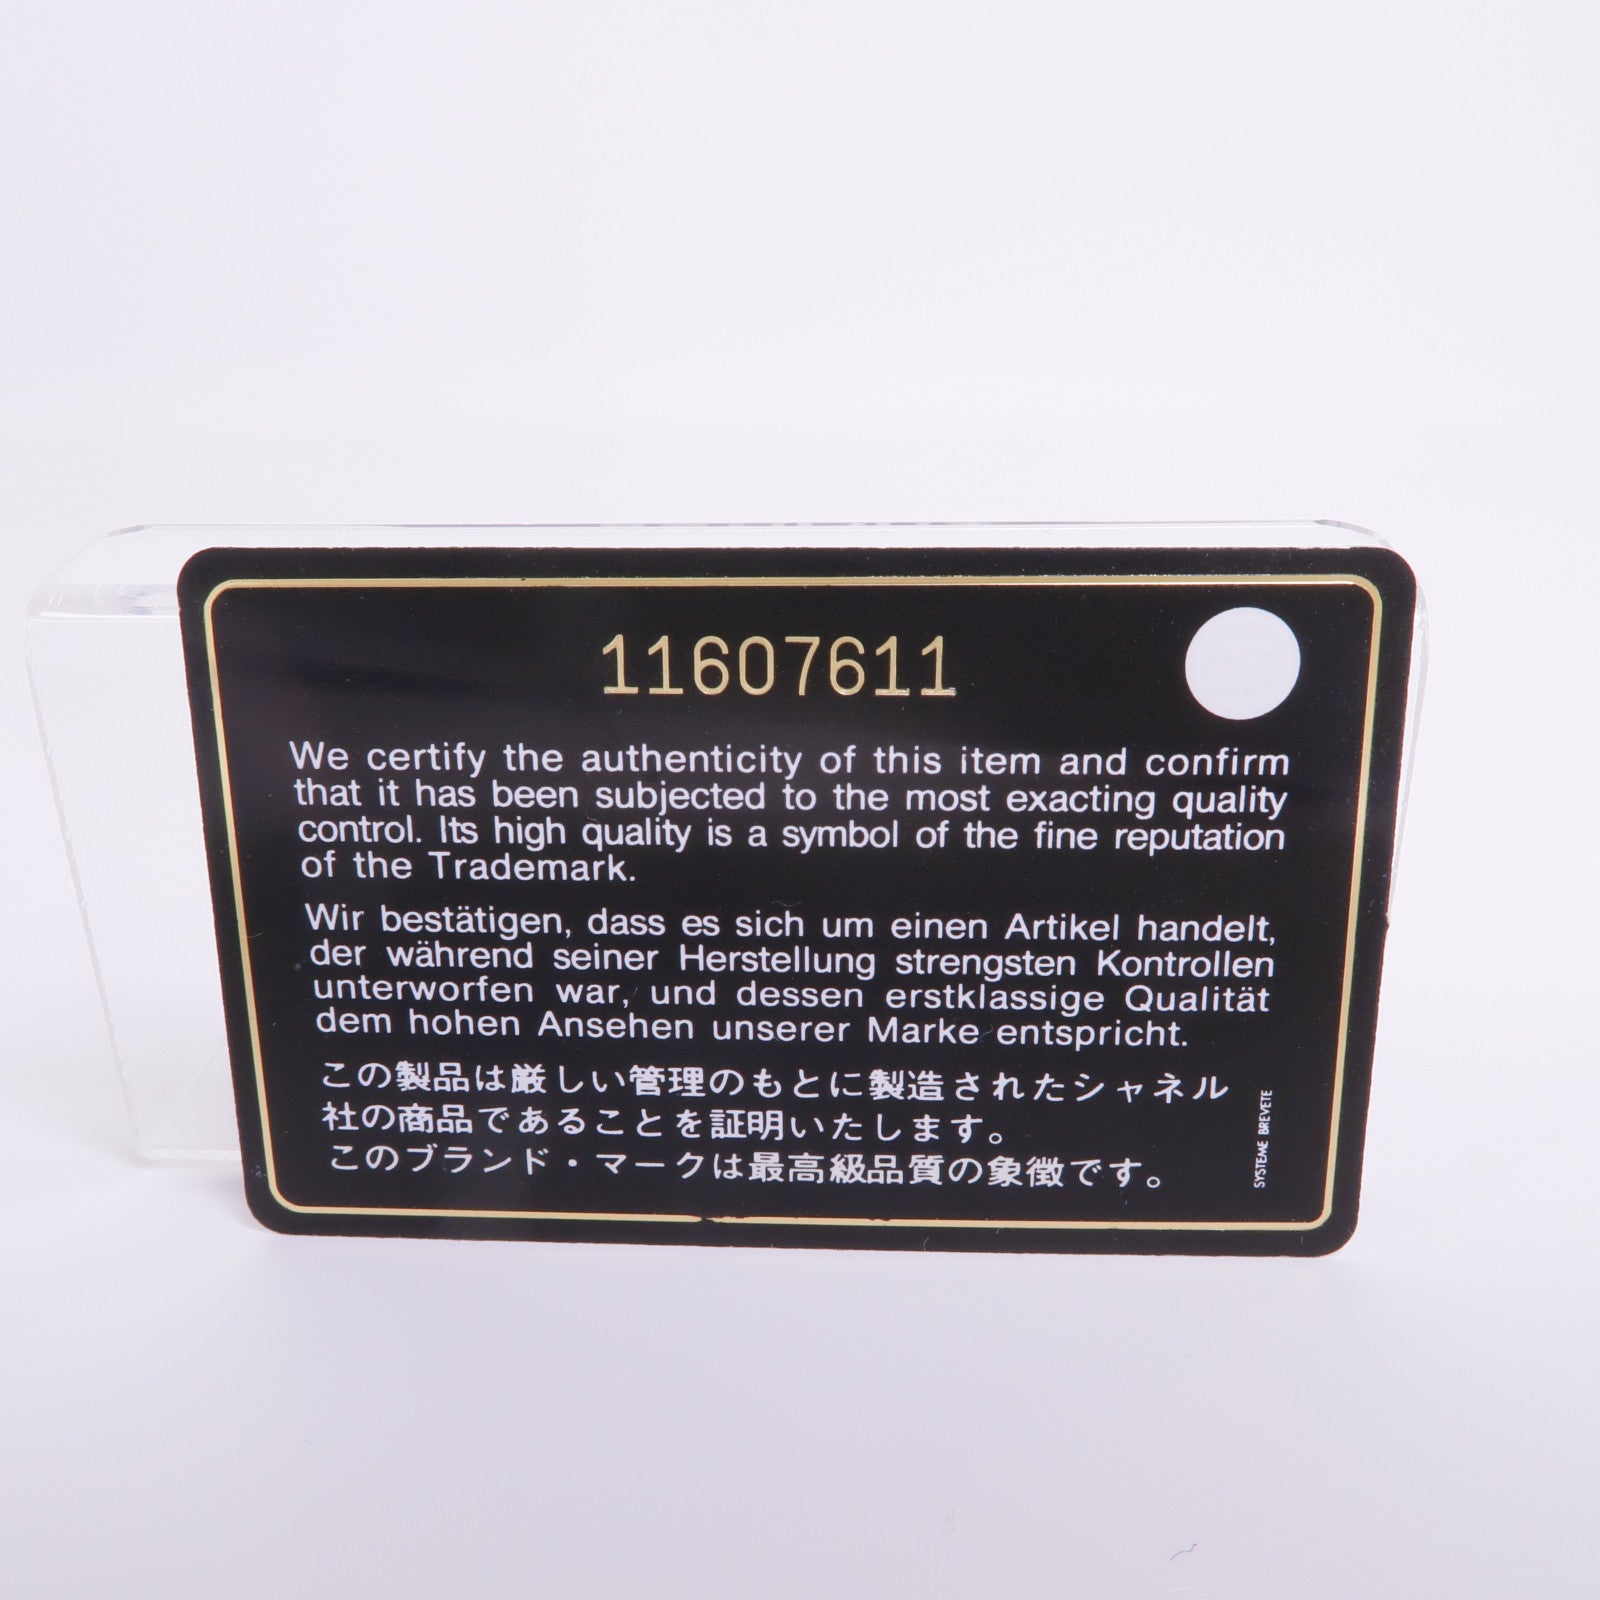 11607611
We certify the authenticity of this item and confirm
that it has been subjected to the most exacting quality
control. Its high quality is a symbol of the fine reputation
of the Trademark.
Wir bestätigen, dass es sich um einen Artikel handelt,
der während seiner Herstellung strengsten Kontrollen
unterworfen war, und dessen erstklassige Qualität
dem hohen Ansehen unserer Marke entspricht.
この製品は厳しい管理のもとに製造されたシャネル
社の商品であることを証明いたします。
このブランド・マークは最高級品質の象徴です。
SYSTEME BREVETE